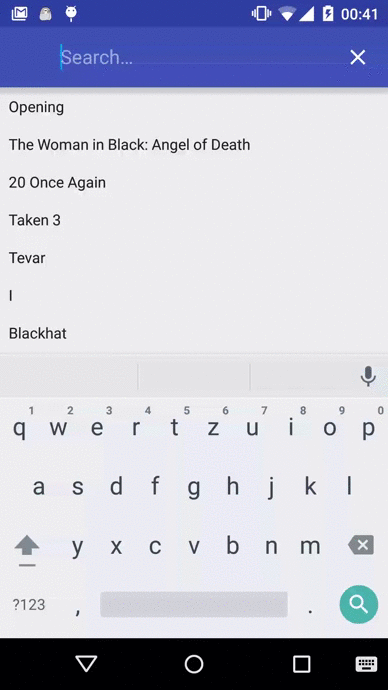 00:41
Search...
Opening
The Woman in Black: Angel of Death
20 Once Again
Taken 3
Tevar
I
Blackhat
1 2 3 4 5 6 7 8 9 0
q w e r t z u i o p
a s d f g h j k l
y x c v b n m
?123 , .